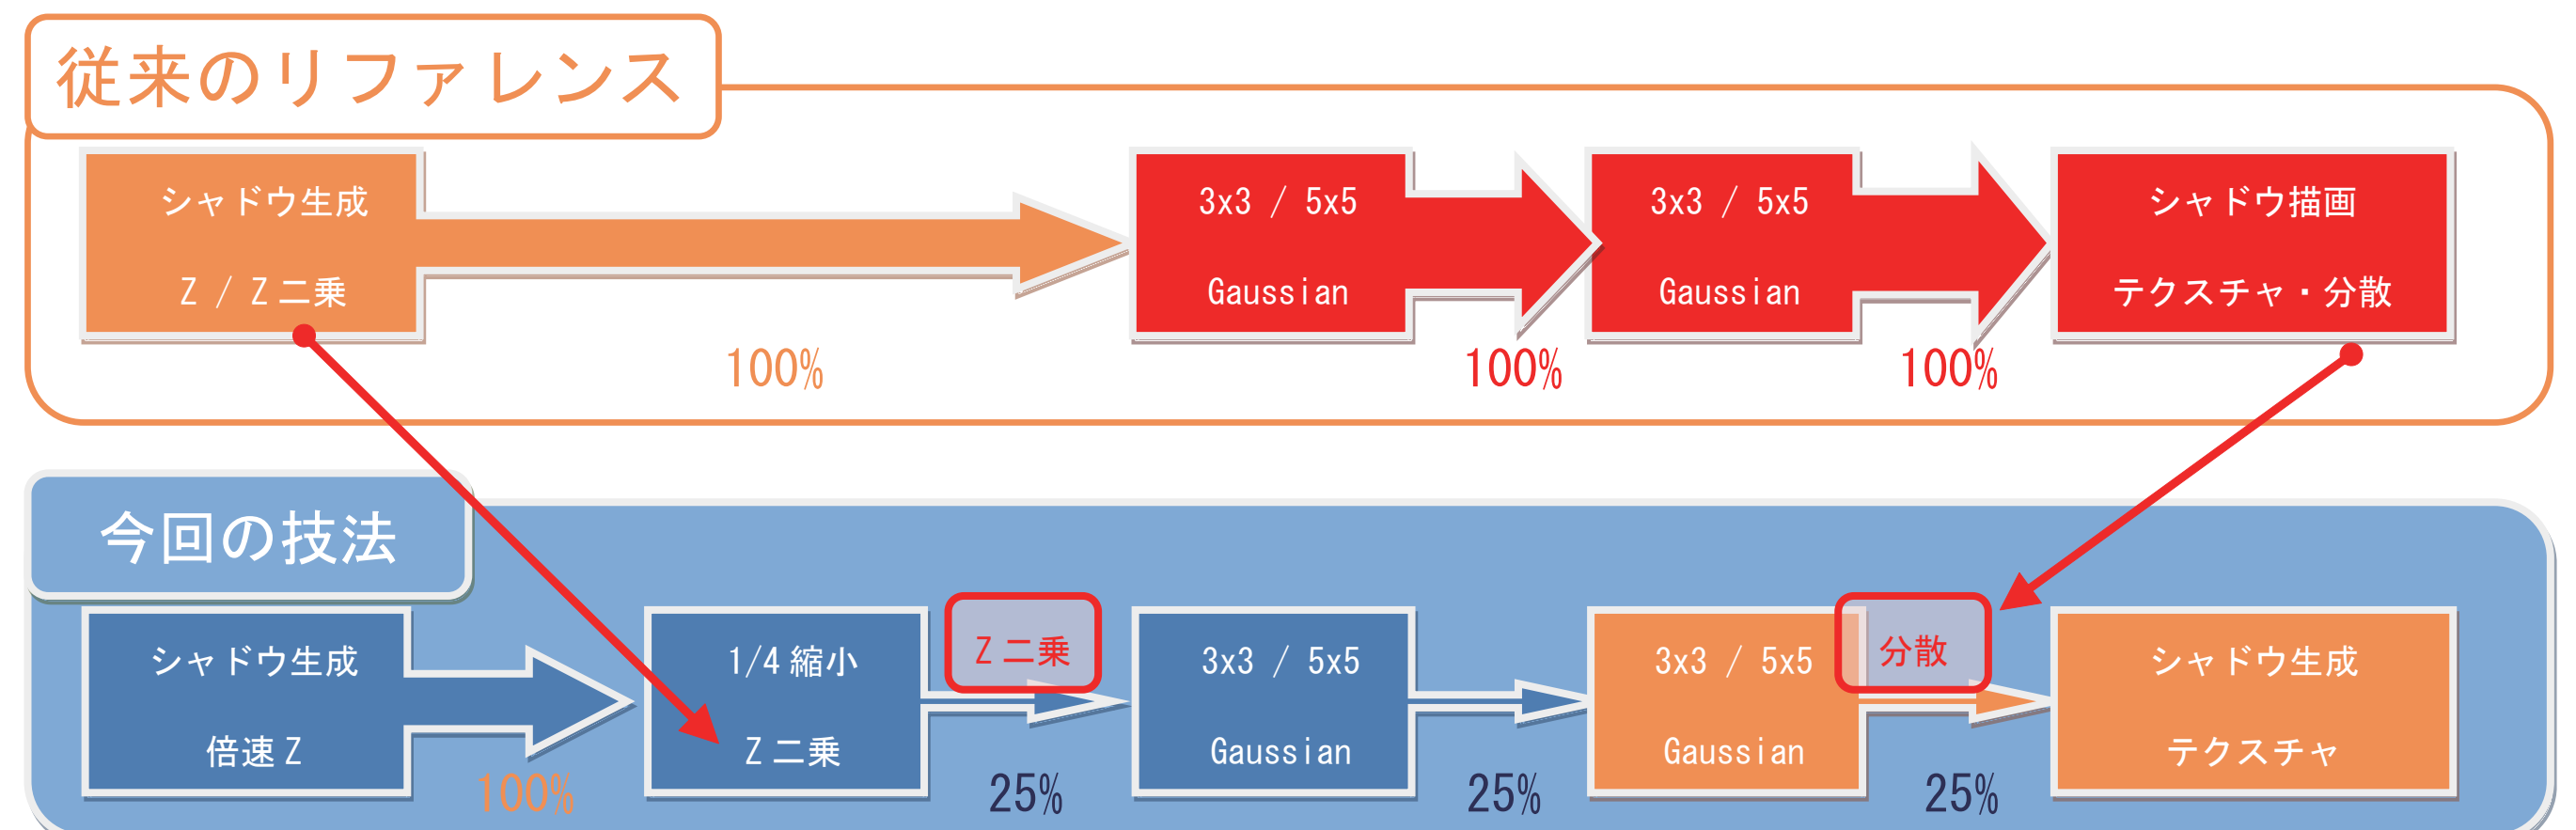 従来のリファレンス
シャドウ生成
Z / Z二乗
100%
3x3 / 5x5
Gaussian
100%
3x3 / 5x5
Gaussian
100%
シャドウ描画
テクスチャ・分散
今回の技法
シャドウ生成
倍速Z
100%
1/4縮小
Z二乗
Z二乗
25%
3x3 / 5x5
Gaussian
25%
3x3 / 5x5
Gaussian
分散
25%
シャドウ生成
テクスチャ